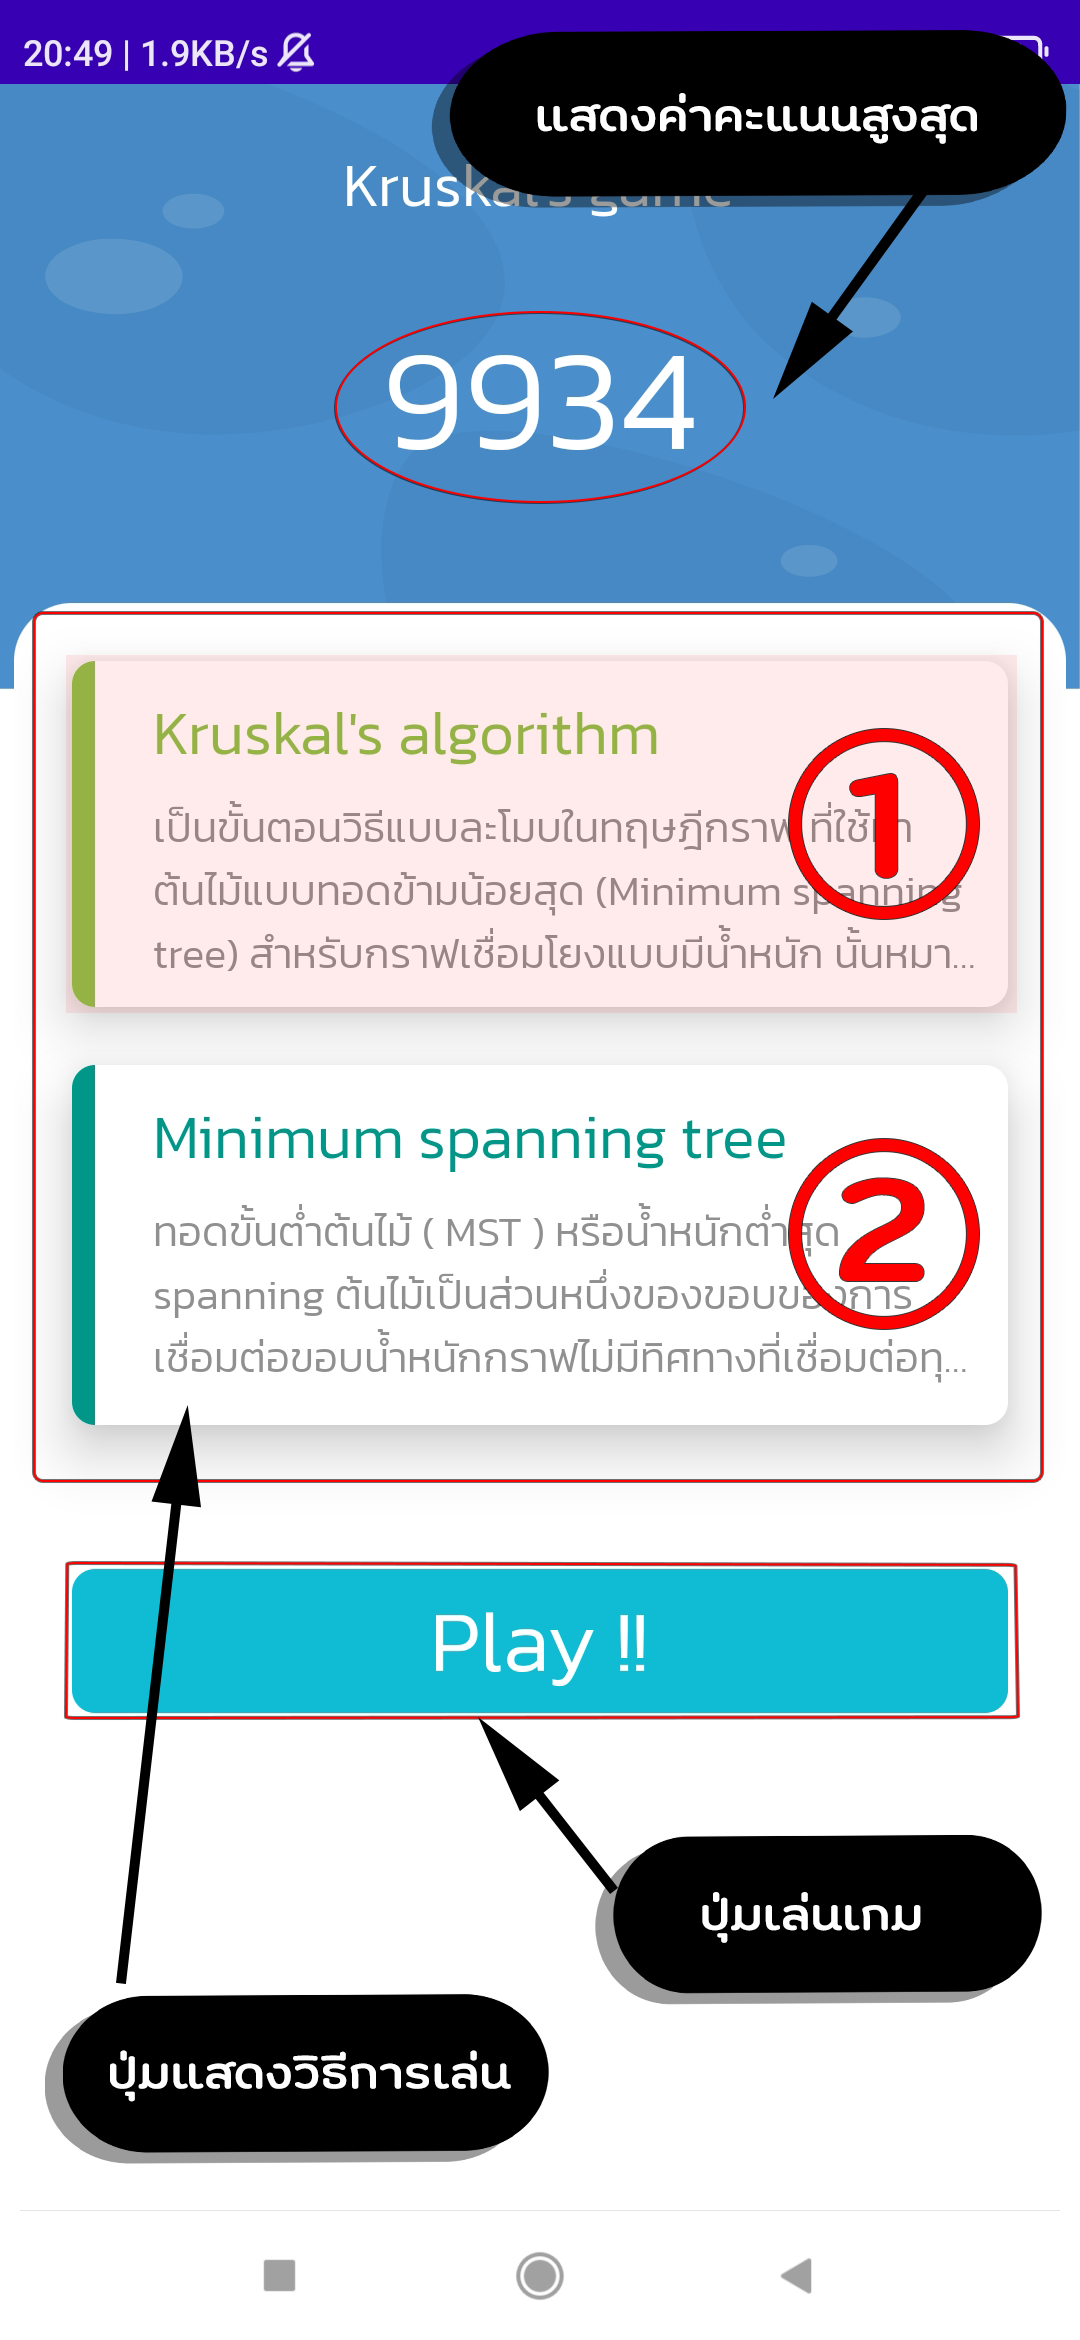 20:49 | 1.9KB/s
แสดงค่าคะแนนสูงสุด
Kruskal's game
9934
Kruskal's algorithm
เป็นขั้นตอนวิธีแบบละโมบในทฤษฎีกราฟ ที่ใช้หา
ต้นไม้แบบทอดข้ามน้อยสุด (Minimum spanning
tree) สำหรับกราฟเชื่อมโยงแบบมีน้ำหนัก นั้นหมา...
1
Minimum spanning tree
ทอดขั้นต่ำต้นไม้ ( MST ) หรือน้ำหนักต่ำสุด
spanning ต้นไม้เป็นส่วนหนึ่งของขอบของการ
เชื่อมต่อขอบน้ำหนักกราฟไม่มีทิศทางที่เชื่อมต่อทุ...
2
Play !!
ปุ่มเล่นเกม
ปุ่มแสดงวิธีการเล่น